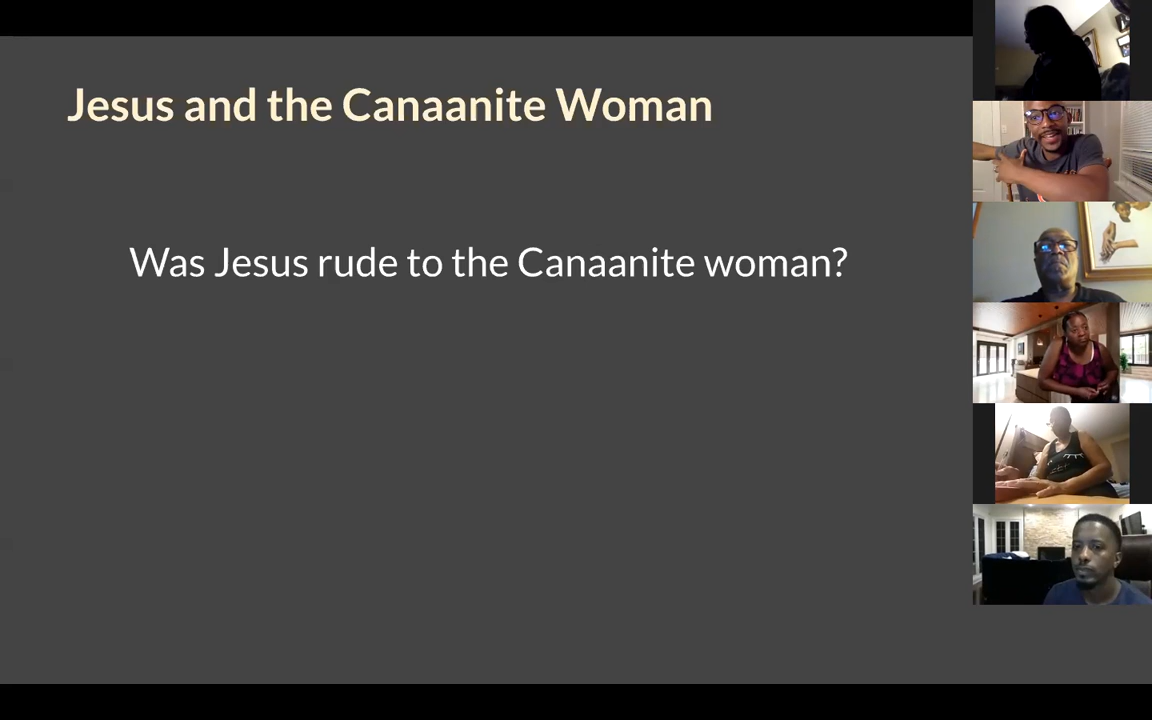 Jesus and the Canaanite Woman
Was Jesus rude to the Canaanite woman?